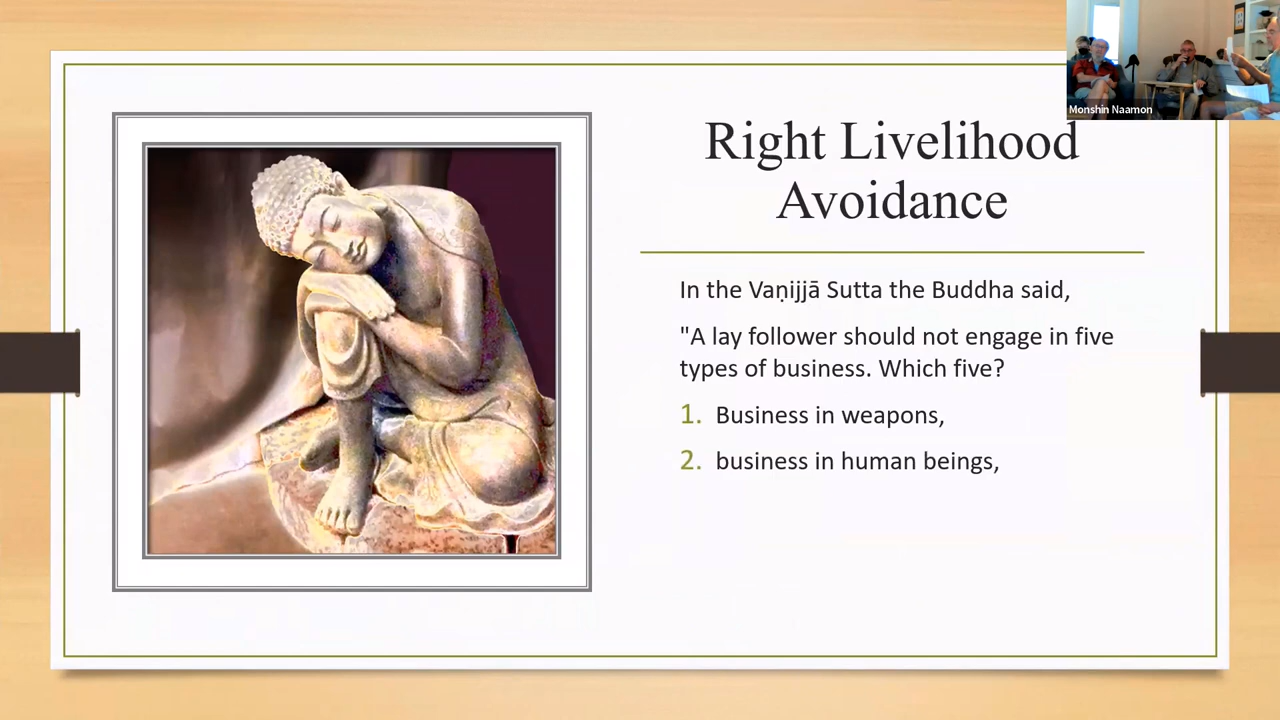 Monshin Naamon
Right Livelihood
Avoidance
In the Vaṇijjā Sutta the Buddha said,
"A lay follower should not engage in five
types of business. Which five?
1. Business in weapons,
2. business in human beings,